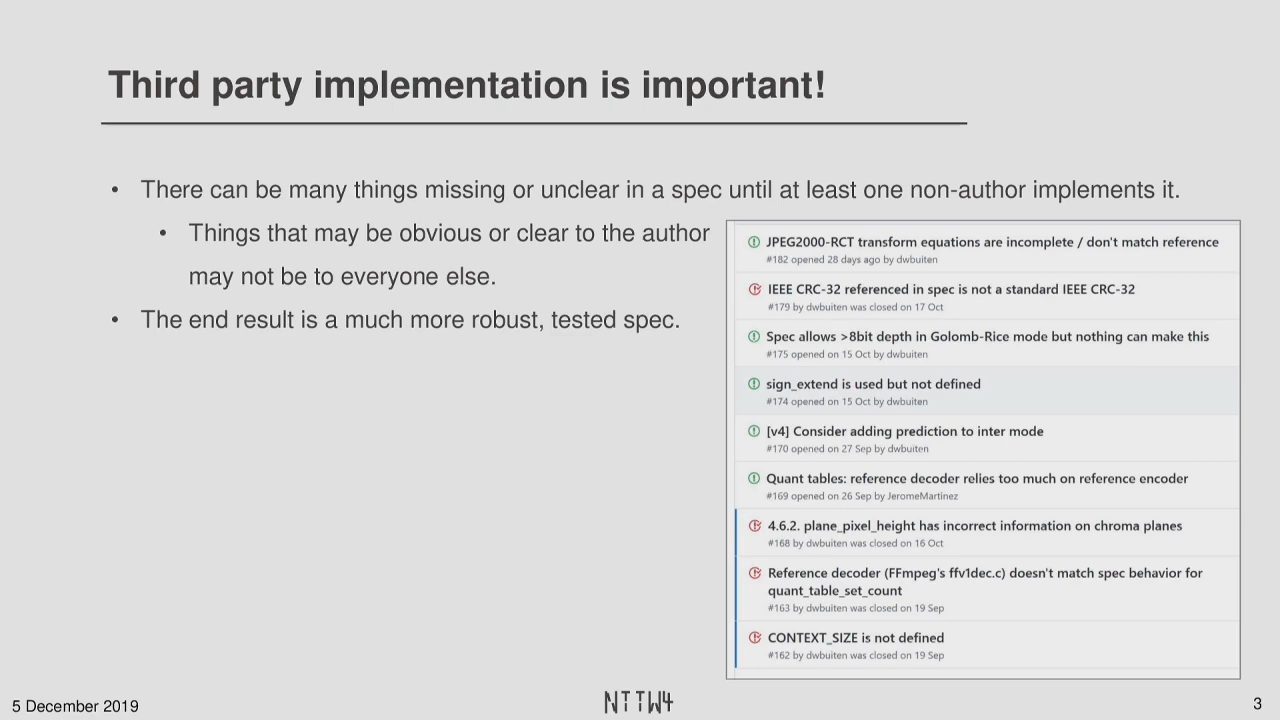 Third party implementation is important!
• There can be many things missing or unclear in a spec until at least one non-author implements it.
• Things that may be obvious or clear to the author
may not be to everyone else.
• The end result is a much more robust, tested spec.
JPEG2000-RCT transform equations are incomplete / don't match reference
#182 opened 28 days ago by dwbuiten
IEEE CRC-32 referenced in spec is not a standard IEEE CRC-32
#179 by dwbuiten was closed on 17 Oct
Spec allows >8bit depth in Golomb-Rice mode but nothing can make this
#175 opened on 15 Oct by dwbuiten
sign_extend is used but not defined
#174 opened on 15 Oct by dwbuiten
[v4] Consider adding prediction to inter mode
#170 opened on 27 Sep by dwbuiten
Quant tables: reference decoder relies too much on reference encoder
#169 opened on 26 Sep by JeromeMartinez
4.6.2. plane_pixel_height has incorrect information on chroma planes
#168 by dwbuiten was closed on 16 Oct
Reference decoder (FFmpeg's ffv1dec.c) doesn't match spec behavior for
quant_table_set_count
#163 by dwbuiten was closed on 19 Sep
CONTEXT_SIZE is not defined
#162 by dwbuiten was closed on 19 Sep
5 December 2019
NTTW4
3